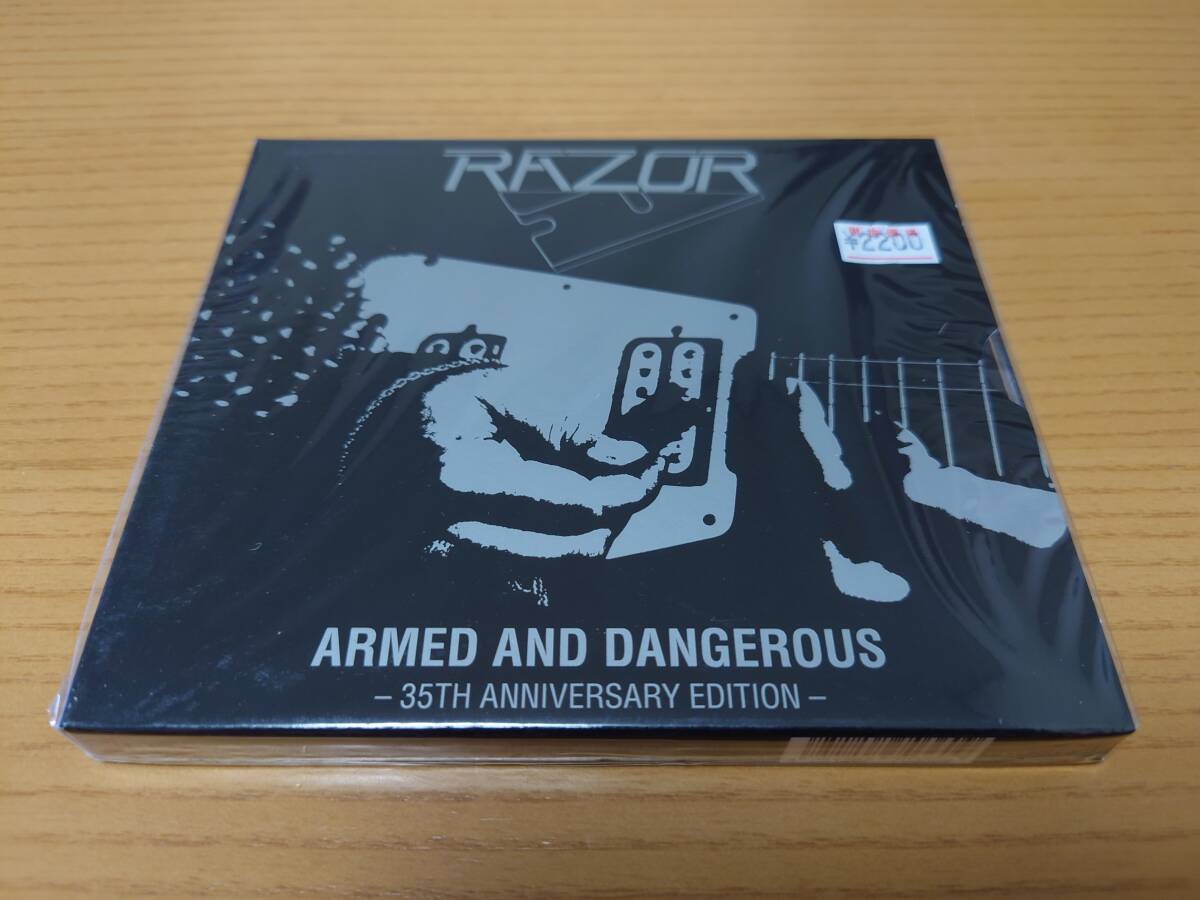 RAZOR
¥2200
ARMED AND DANGEROUS
– 35TH ANNIVERSARY EDITION –